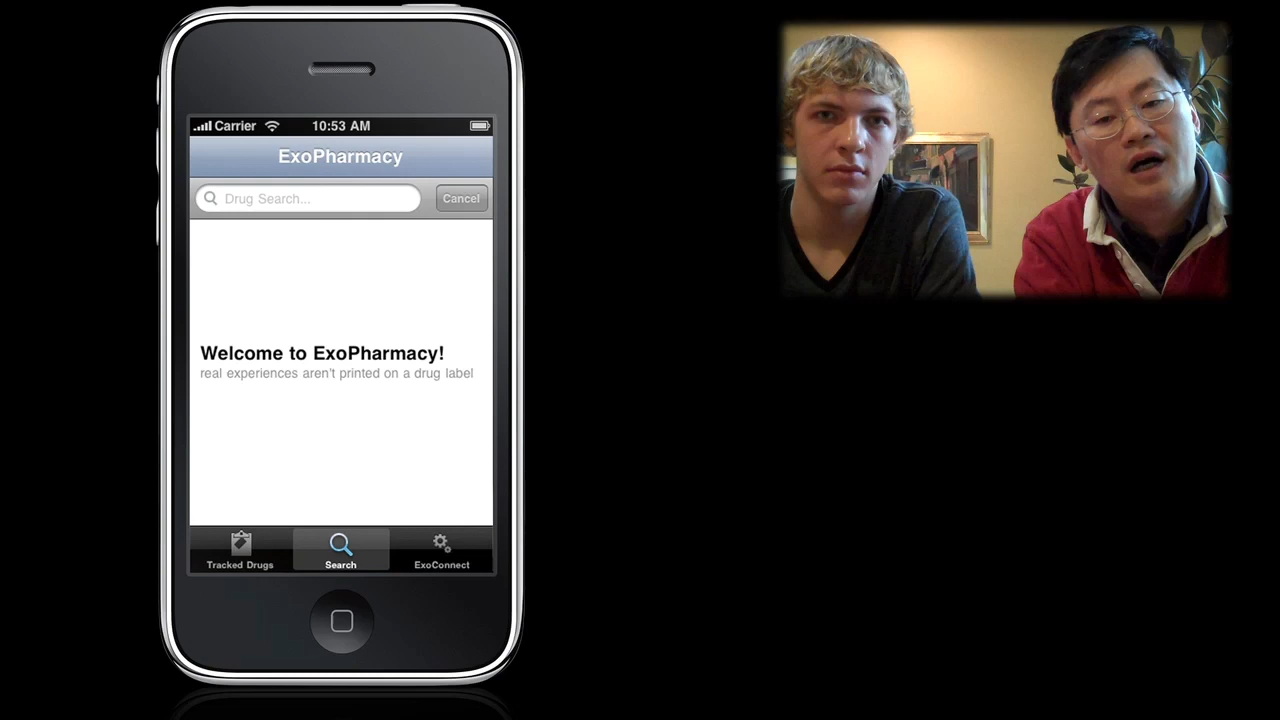 Carrier 10:53 AM
ExoPharmacy
Drug Search... Cancel
Welcome to ExoPharmacy!
real experiences aren't printed on a drug label
Tracked Drugs Search ExoConnect